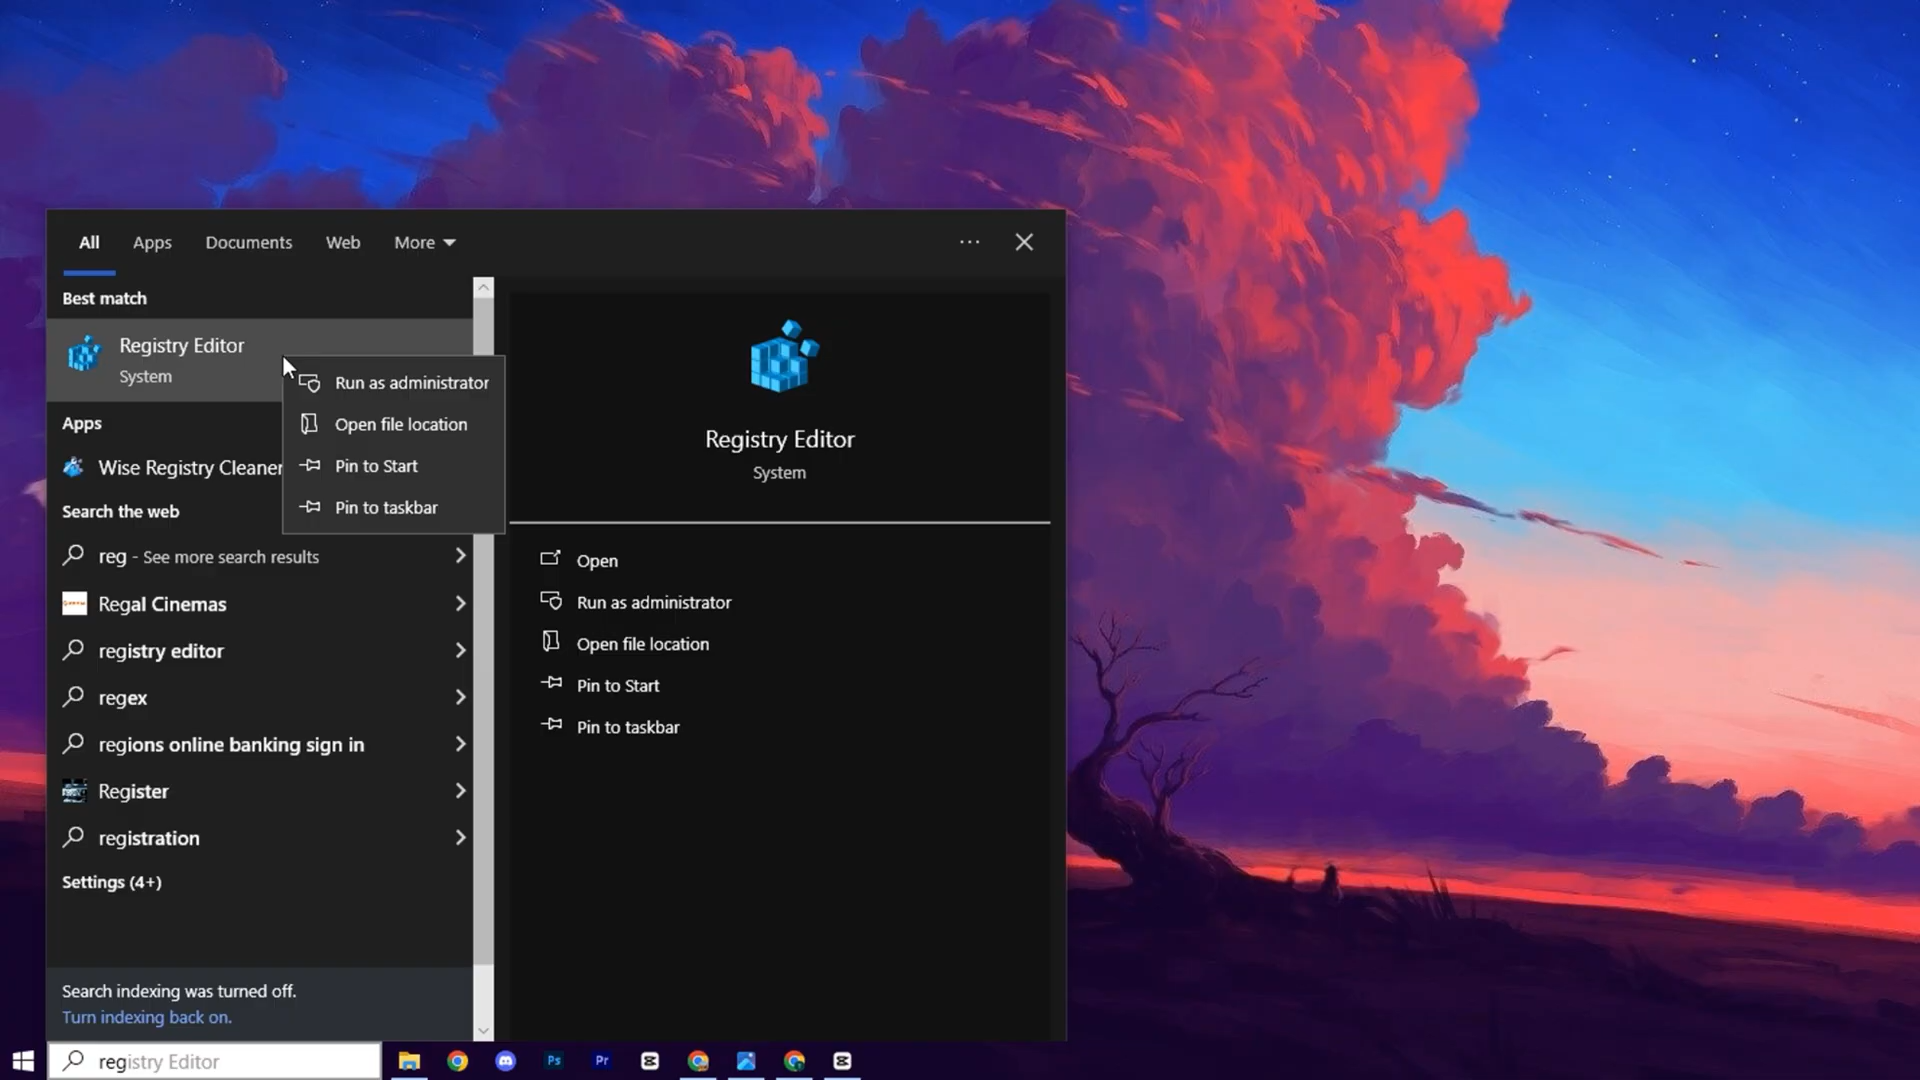 All Apps Documents Web More
Best match
Registry Editor
System
Run as administrator
Open file location
Pin to Start
Pin to taskbar
Apps
Wise Registry Cleaner
Search the web
reg - See more search results
Regal Cinemas
registry editor
regex
regions online banking sign in
Register
registration
Settings (4+)
Search indexing was turned off.
Turn indexing back on.
Registry Editor
System
Open
Run as administrator
Open file location
Pin to Start
Pin to taskbar
registry Editor
Ps Pr